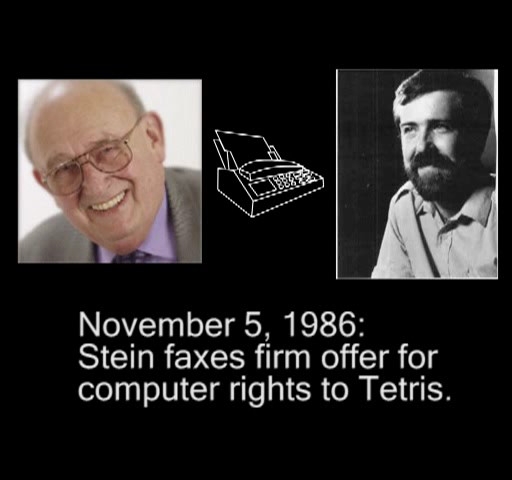 November 5, 1986:
Stein faxes firm offer for
computer rights to Tetris.